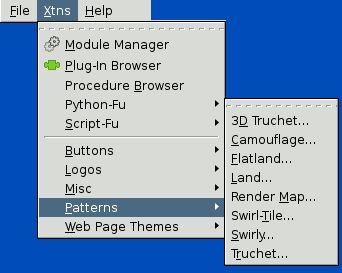 File Xtns Help
Module Manager
Plug-In Browser
Procedure Browser
Python-Fu
Script-Fu
Buttons
Logos
Misc
Patterns
Web Page Themes
3D Truchet...
Camouflage...
Flatland...
Land...
Render Map...
Swirl-Tile...
Swirly...
Truchet...